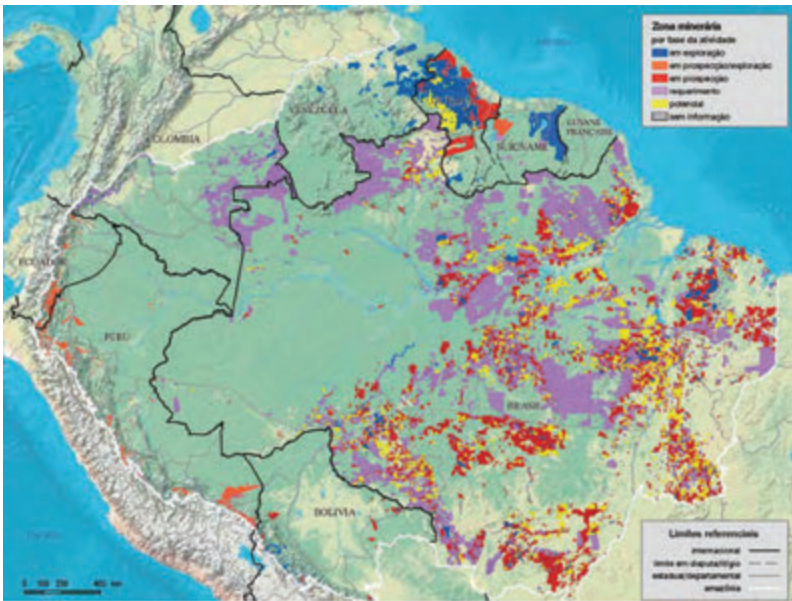 Zona minerária
por fase da atividade
em exploração
em prospecção/exploração
em prospecção
requerimento
potencial
sem informação
VENEZUELA
COLOMBIA
GUYANE
FRANÇAISE
SURINAME
ECUADOR
PERU
BRASIL
BOLIVIA
Limites referenciais
internacional
limite em disputa/litígio
estadual/departamental
amazônia
0 100 200 400 km